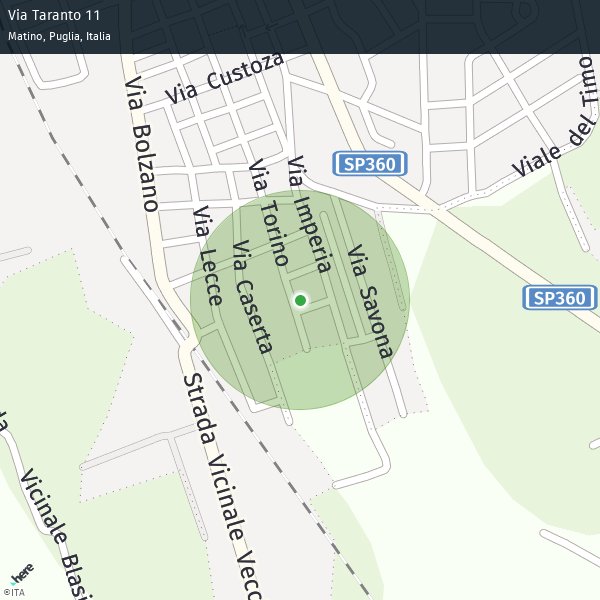 Via Taranto 11
Matino, Puglia, Italia
Via Custoza
Via Bolzano
SP360
Viale del Timo
Via Torino
Via Imperia
Via Lecce
Via Caserta
Via Savona
SP360
Strada Vicinale Vecc
da
Vicinale Blasi
here
©ITA